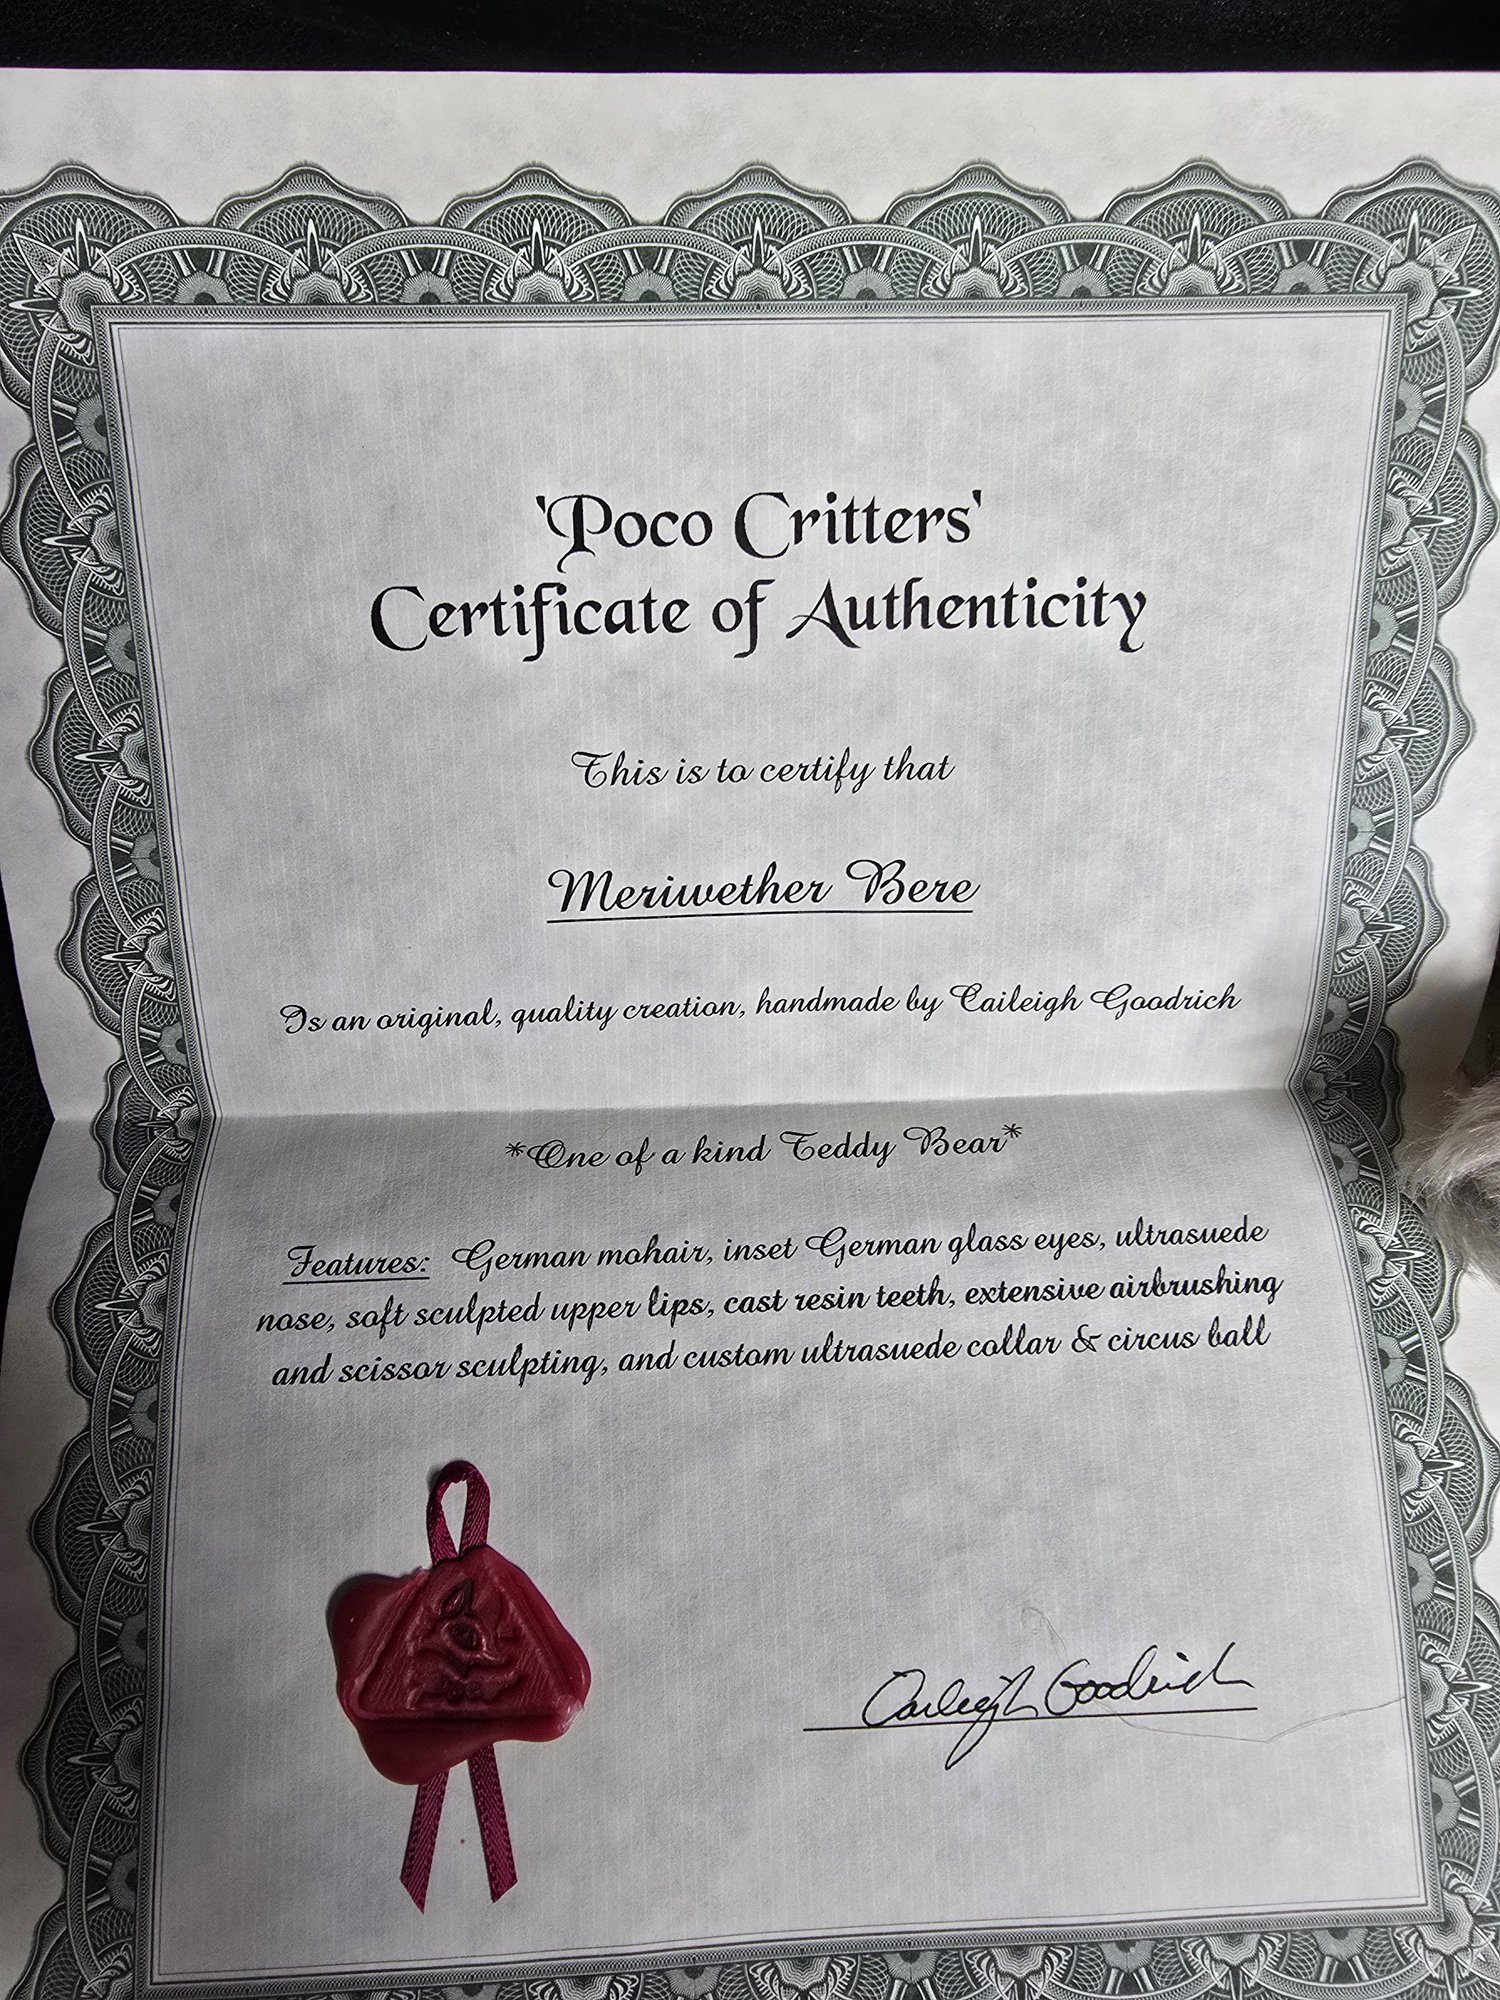 'Poco Critters'
Certificate of Authenticity
This is to certify that
Meriwether Bere
Is an original, quality creation, handmade by Caileigh Goodrich
*One of a kind Teddy Bear*
Features: German mohair, inset German glass eyes, ultrasuede
nose, soft sculpted upper lips, cast resin teeth, extensive airbrushing
and scissor sculpting, and custom ultrasuede collar & circus ball
Caileigh Goodrich